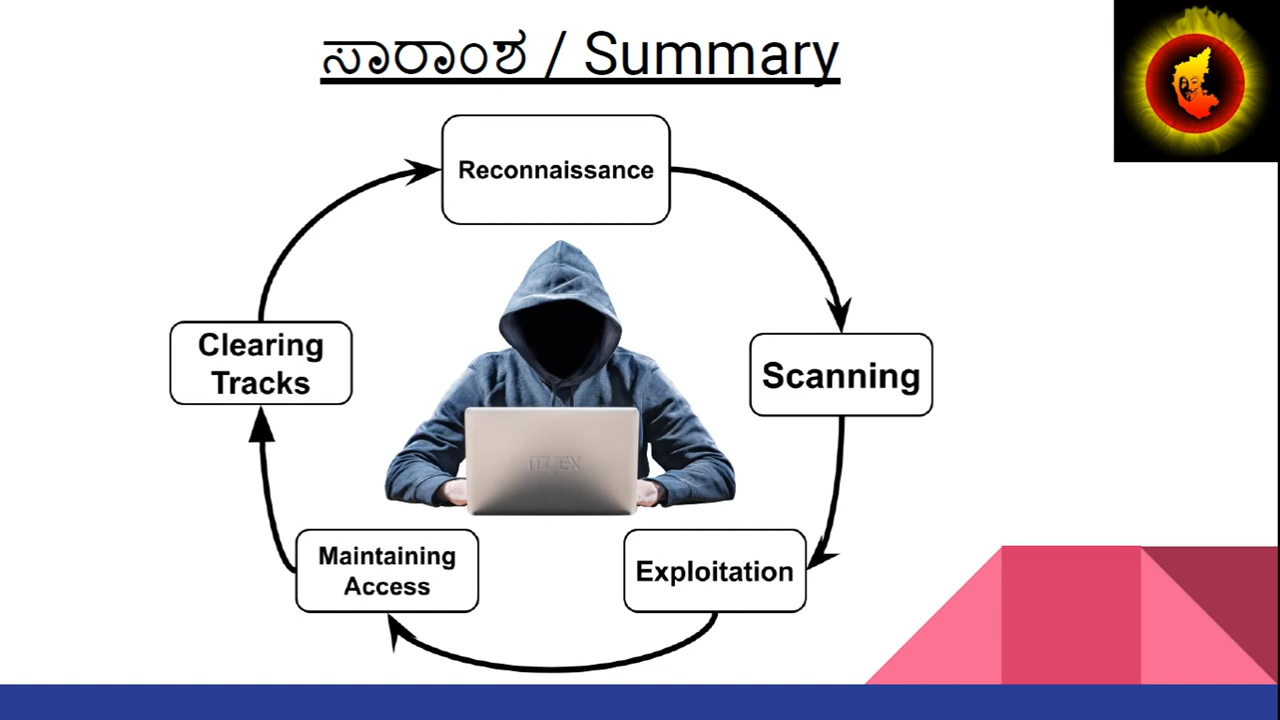 ಸಾರಾಂಶ / Summary
Reconnaissance
Scanning
Exploitation
Maintaining
Access
Clearing
Tracks